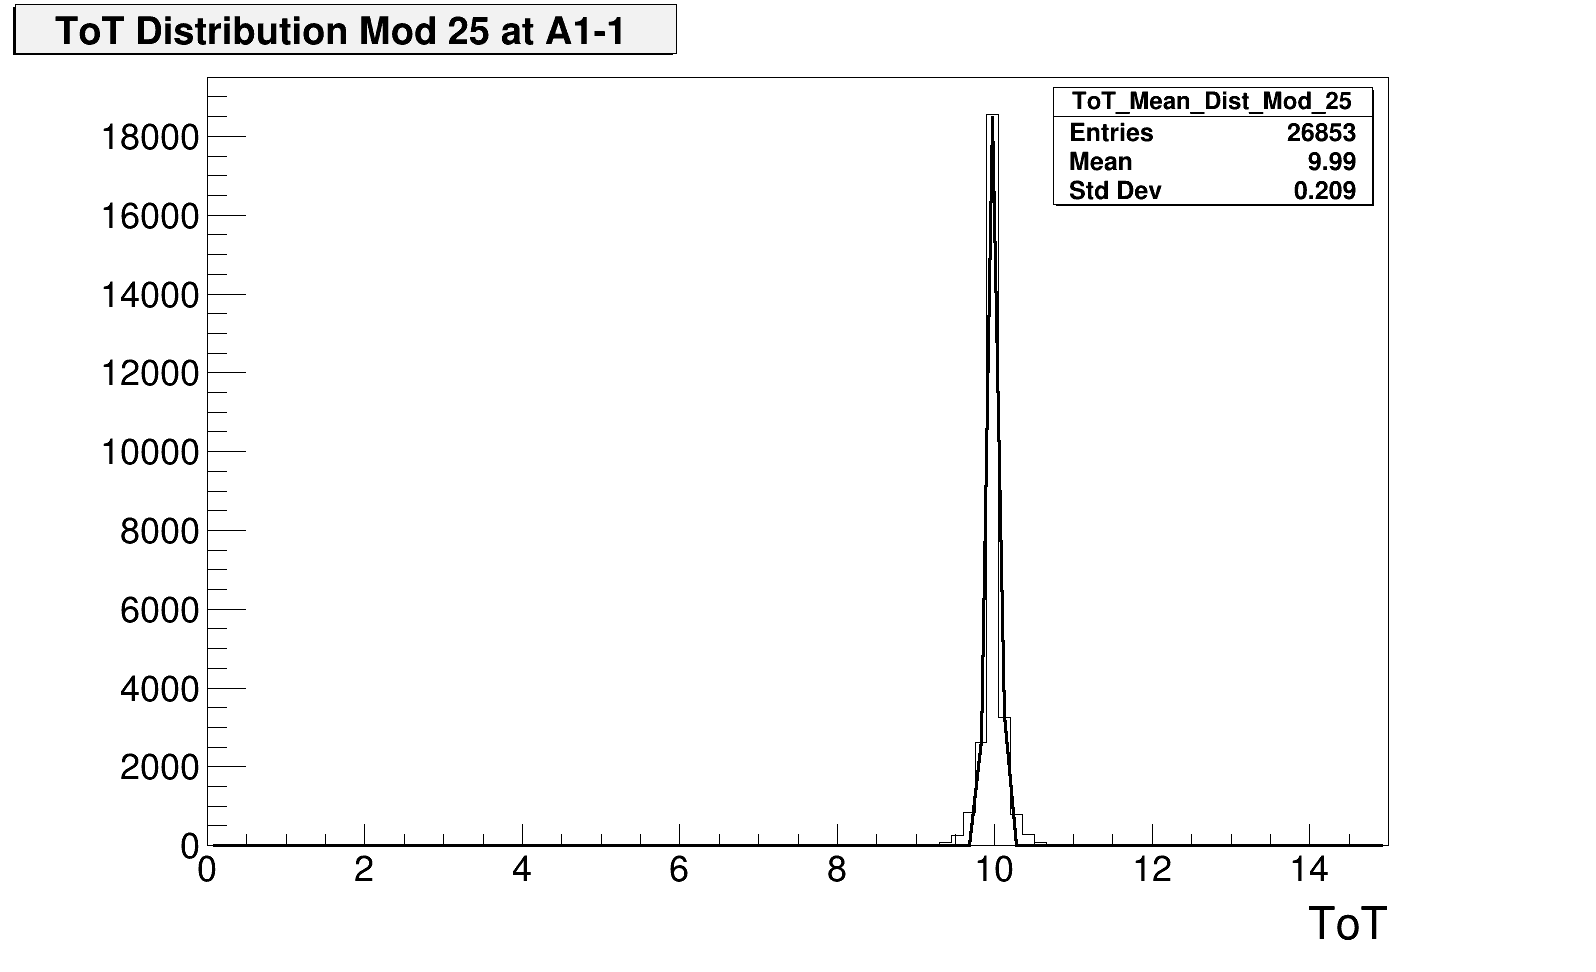 ToT Distribution Mod 25 at A1-1
ToT_Mean_Dist_Mod_25
Entries 26853
Mean 9.99
Std Dev 0.209
18000
16000
14000
12000
10000
8000
6000
4000
2000
0
0 2 4 6 8 10 12 14
ToT